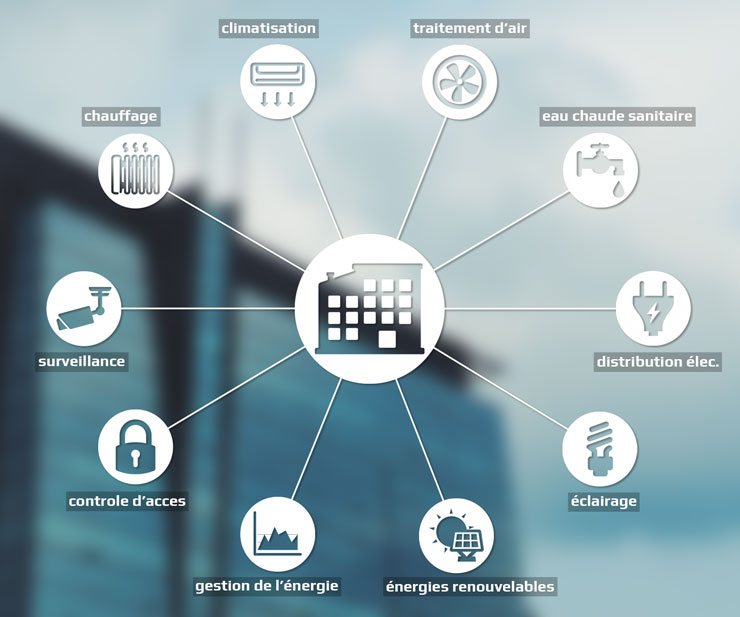 climatisation
traitement d'air
chauffage
eau chaude sanitaire
surveillance
distribution élec.
controle d'acces
éclairage
gestion de l'énergie
énergies renouvelables